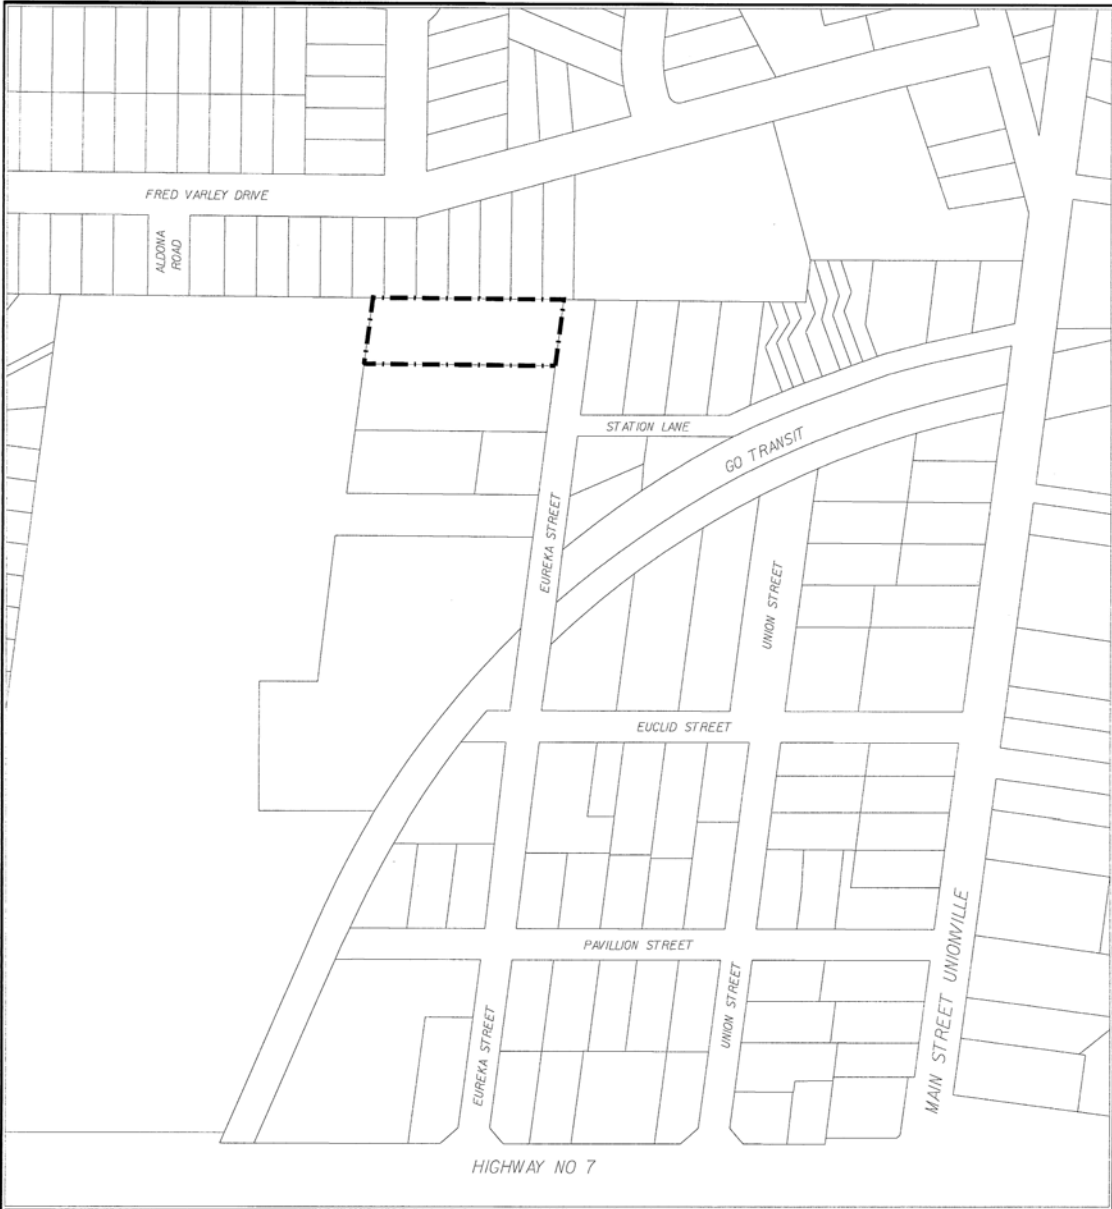 FRED VARLEY DRIVE
ALDONA
ROAD
STATION LANE
GO TRANSIT
EUREKA STREET
UNION STREET
EUCLID STREET
PAVILLION STREET
MAIN STREET UNIONVILLE
UNION STREET
EUREKA STREET
HIGHWAY NO 7